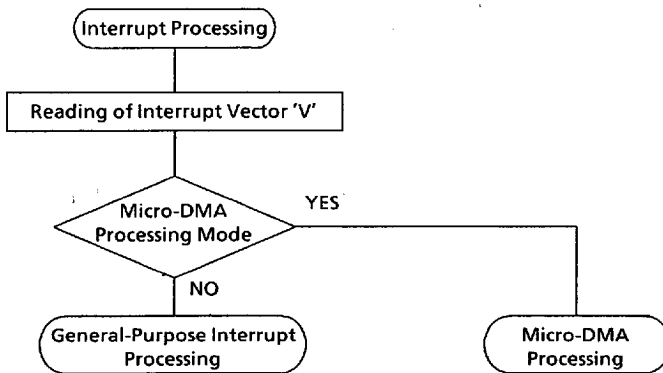 Interrupt Processing
Reading of Interrupt Vector 'V'
Micro-DMA
Processing Mode
YES
NO
General-Purpose Interrupt
Processing
Micro-DMA
Processing